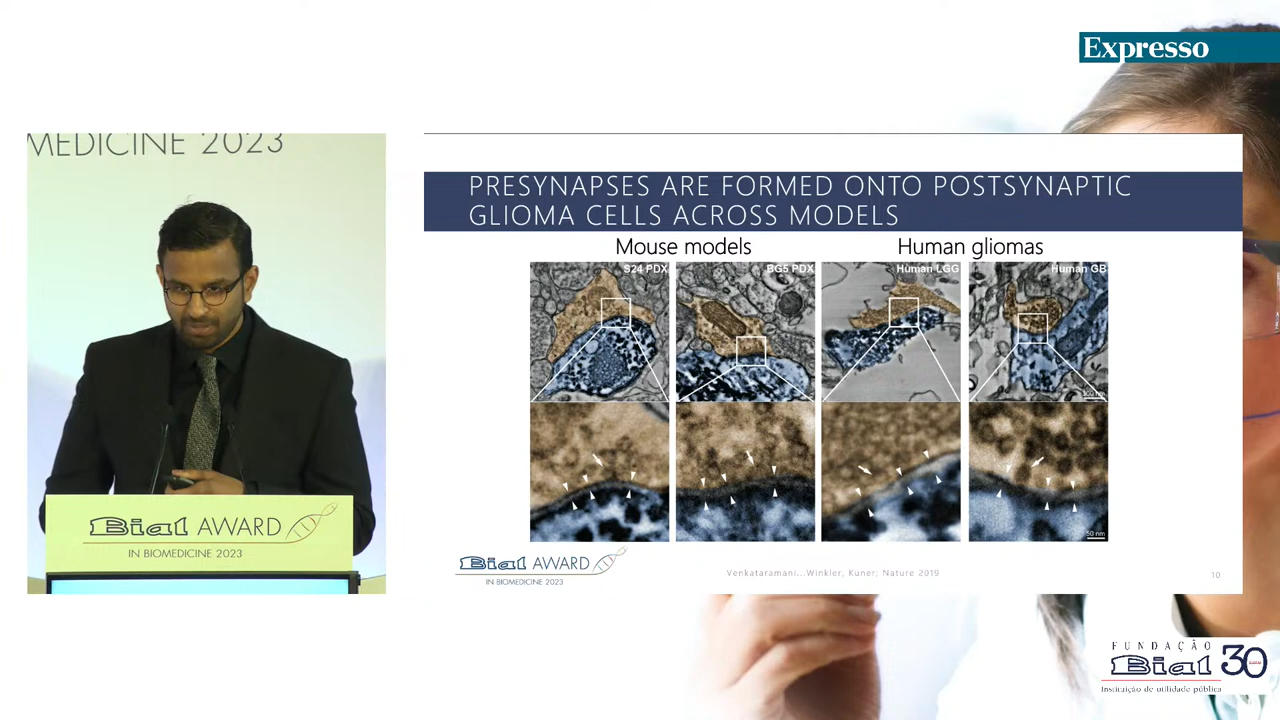 Expresso
MEDICINE 2023
PRESYNAPSES ARE FORMED ONTO POSTSYNAPTIC
GLIOMA CELLS ACROSS MODELS
Mouse models
Human gliomas
S24 PDX
BG5 PDX
Human LGG
Human GB
50 nm
Bial AWARD
IN BIOMEDICINE 2023
Bial AWARD
IN BIOMEDICINE 2023
Venkataramani...Winkler, Kuner; Nature 2019
10
FUNDAÇÃO
Bial 30
Instituição de utilidade pública